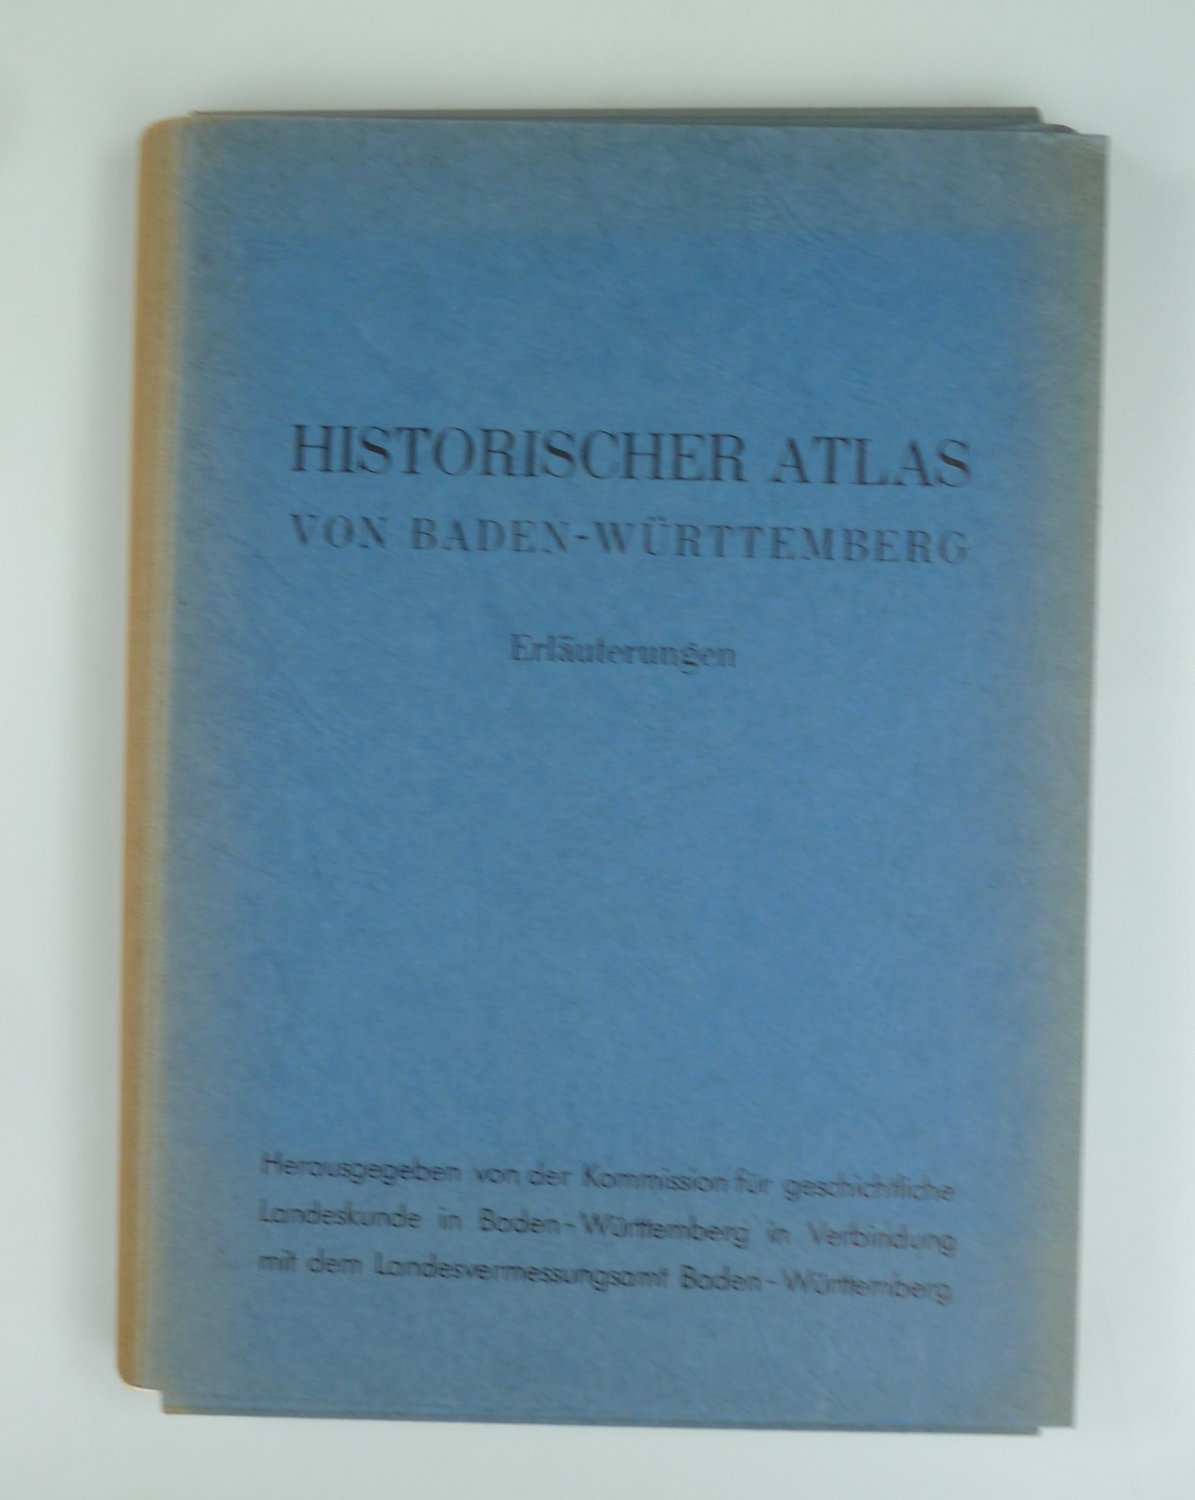 HISTORISCHER ATLAS
VON BADEN-WÜRTTEMBERG
Erläuterungen
Herausgegeben von der Kommission für geschichtliche
Landeskunde in Baden-Württemberg in Verbindung
mit dem Landesvermessungsamt Baden-Württemberg